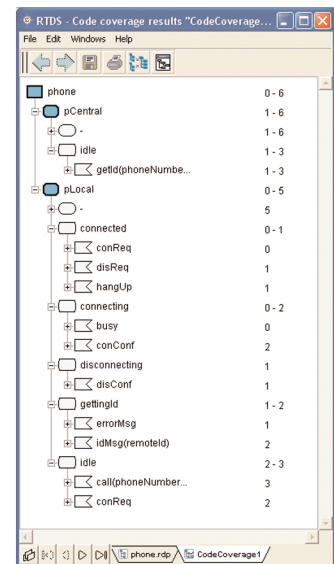 RTDS - Code coverage results "CodeCoverage...
File Edit Windows Help
phone 0 - 6
pCentral 1 - 6
- 1 - 6
idle 1 - 3
getId(phoneNumbe... 1 - 3
pLocal 0 - 5
- 5
connected 0 - 1
conReq 0
disReq 1
hangUp 1
connecting 0 - 2
busy 0
conConf 2
disconnecting 1
disConf 1
gettingId 1 - 2
errorMsg 1
idMsg(remoteId) 2
idle 2 - 3
call(phoneNumber... 3
conReq 2
phone.rdp CodeCoverage1